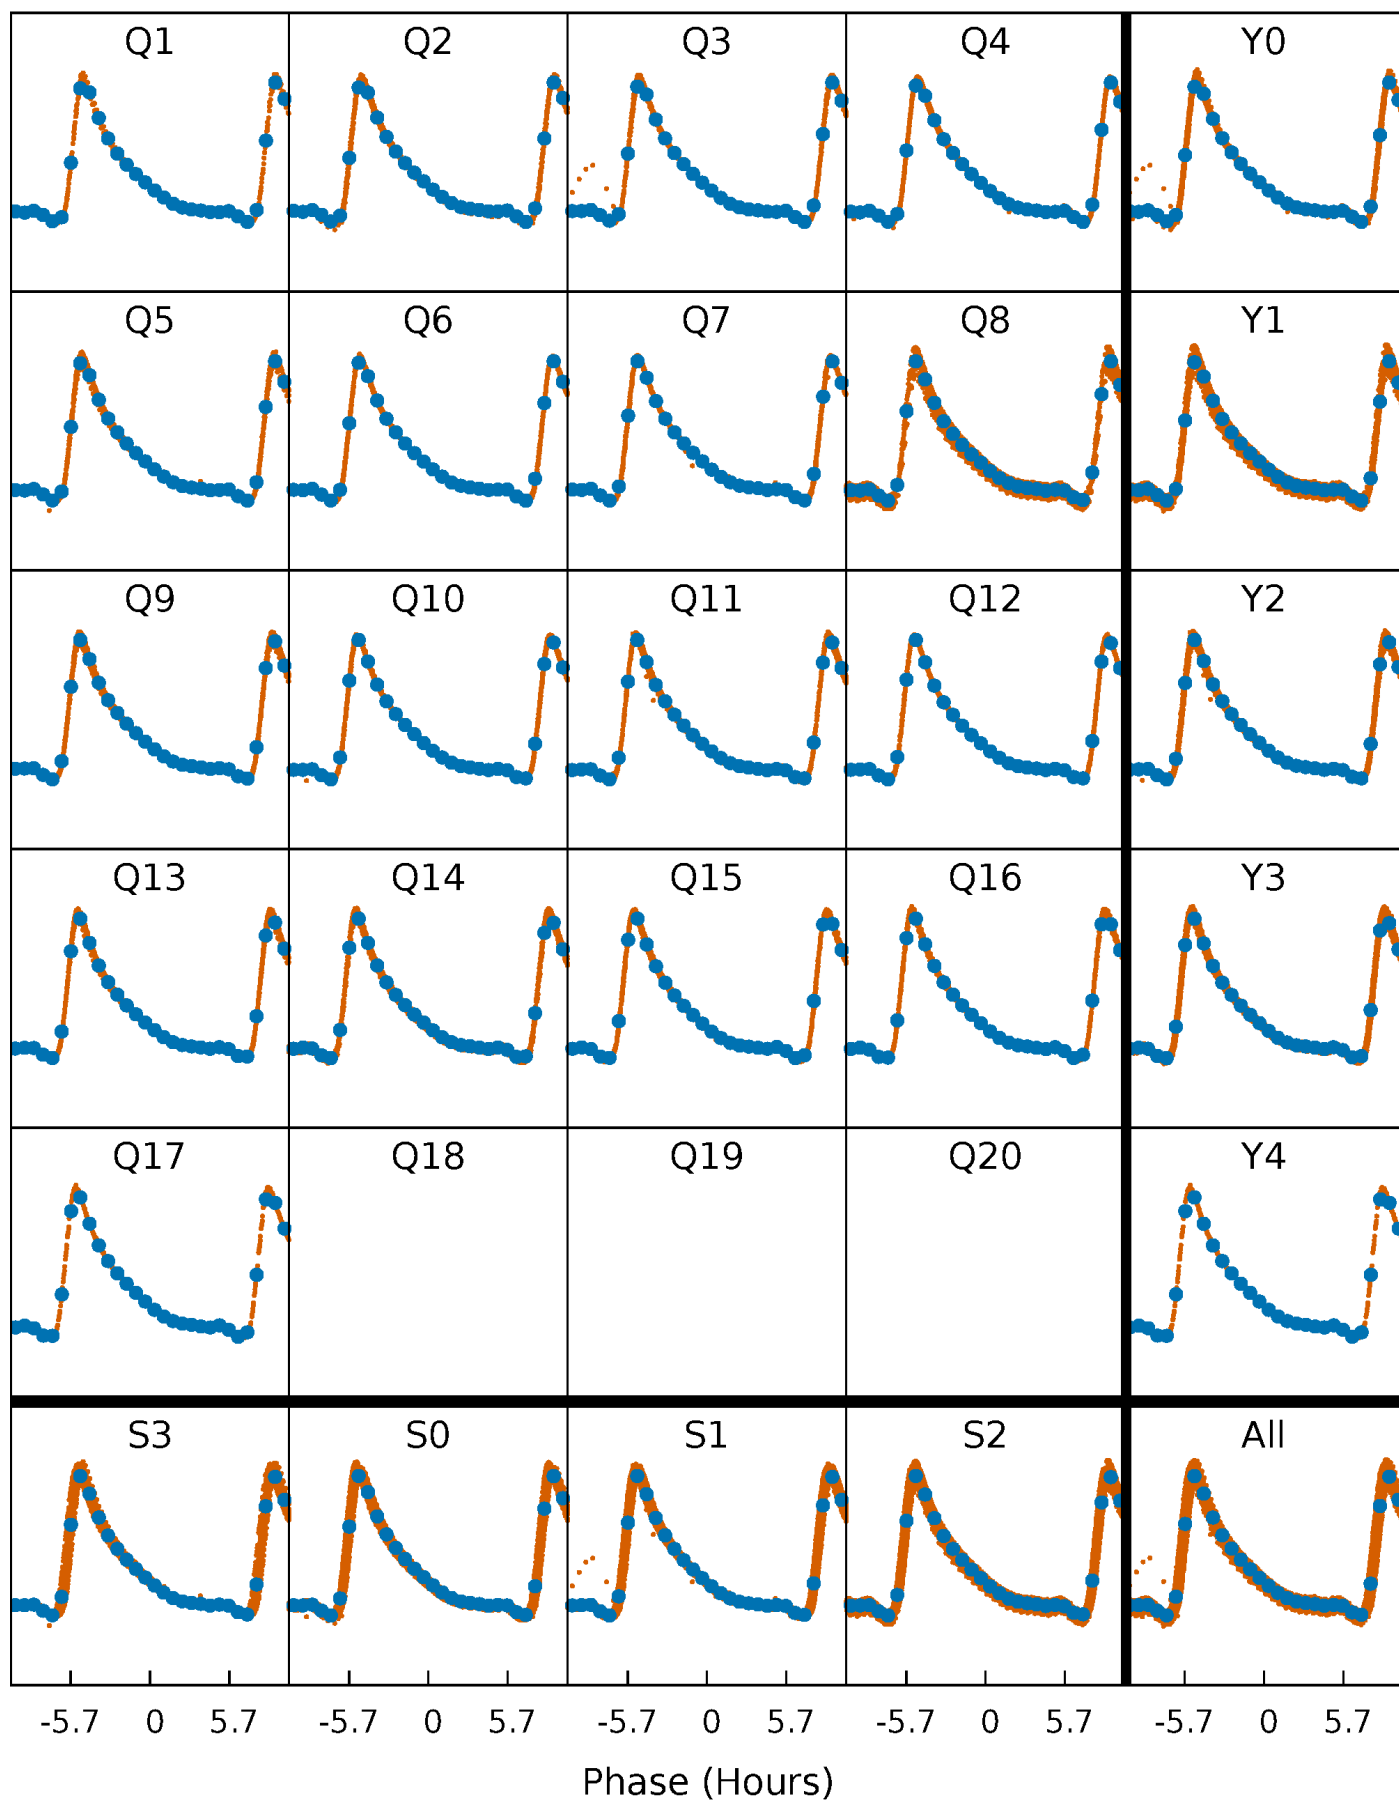 Q1 Q2 Q3 Q4 Y0
Q5 Q6 Q7 Q8 Y1
Q9 Q10 Q11 Q12 Y2
Q13 Q14 Q15 Q16 Y3
Q17 Q18 Q19 Q20 Y4
S3 S0 S1 S2 All
-5.7 0 5.7 -5.7 0 5.7 -5.7 0 5.7 -5.7 0 5.7 -5.7 0 5.7
Phase (Hours)